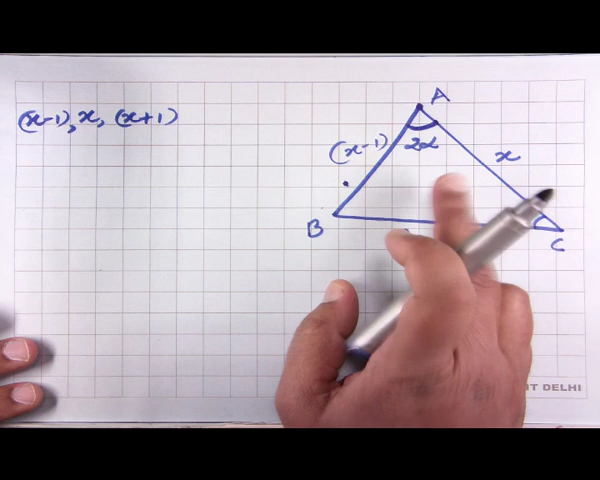 (x-1), x, (x+1)
A
(x-1)
2α
x
B
C
IT DELHI